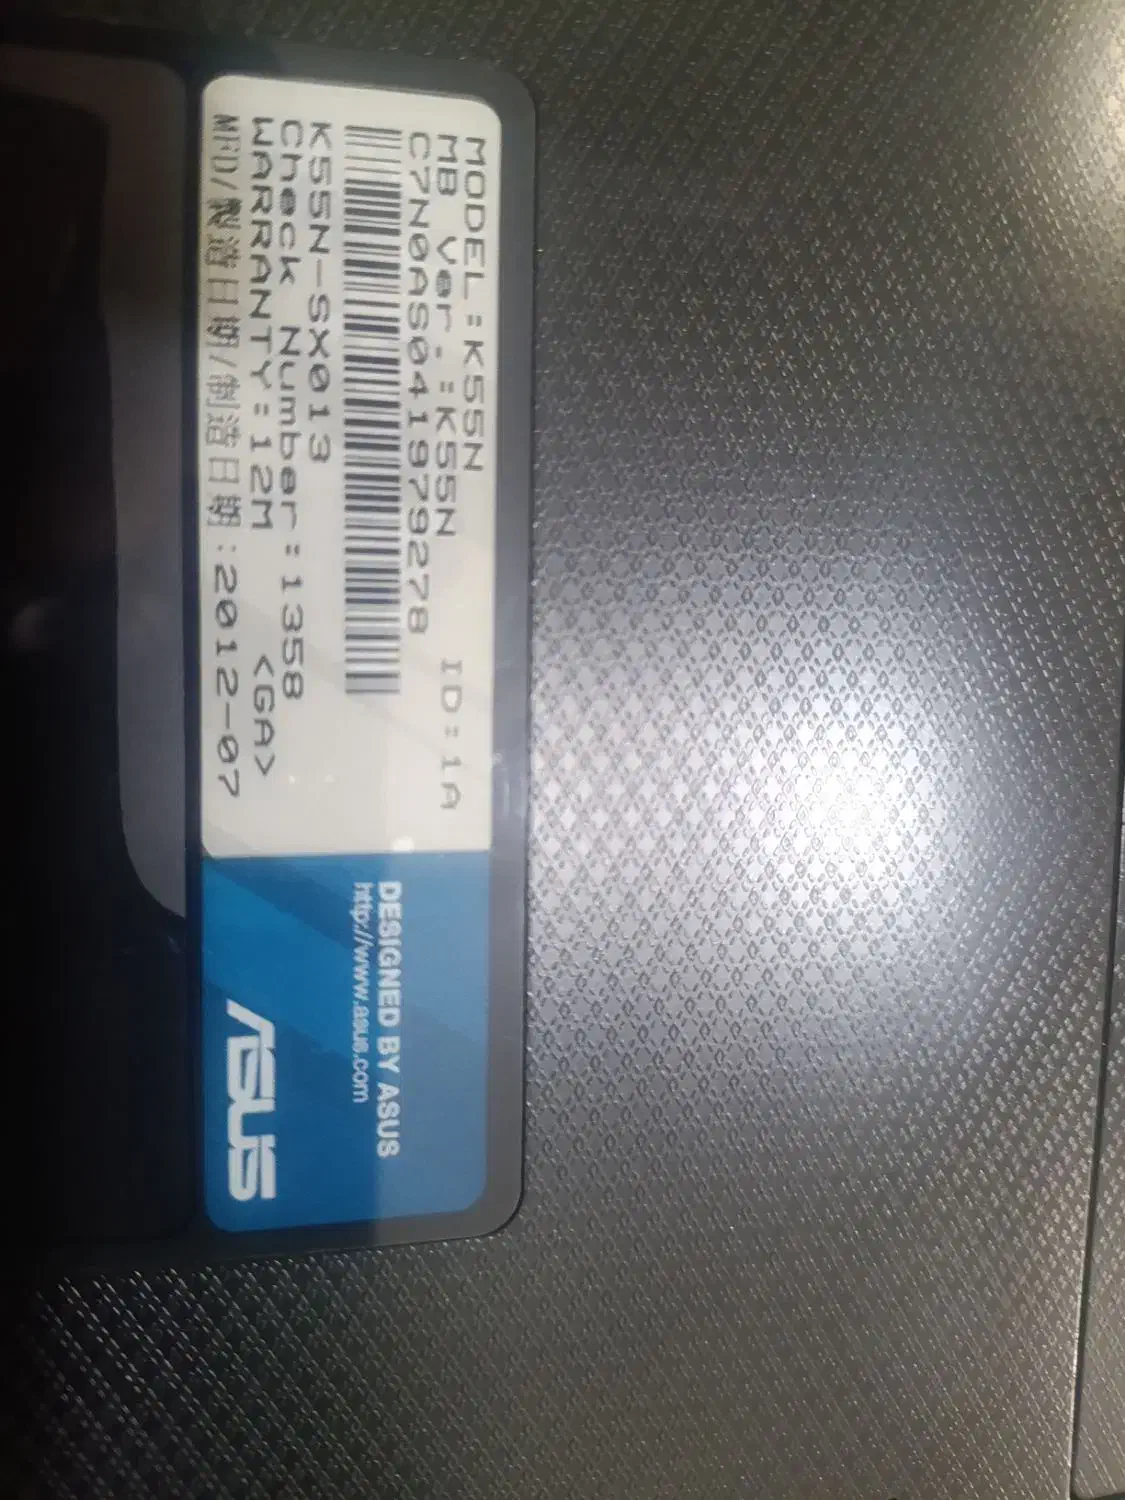 MODEL:K55N
MB Ver.:K55N ID:1A
C7N0AS041979278
K55N-SX013
Check Number:1358
WARRANTY:12M <GA>
MFD/製造日期/制造日期:2012-07
DESIGNED BY ASUS
http://www.asus.com
ASUS